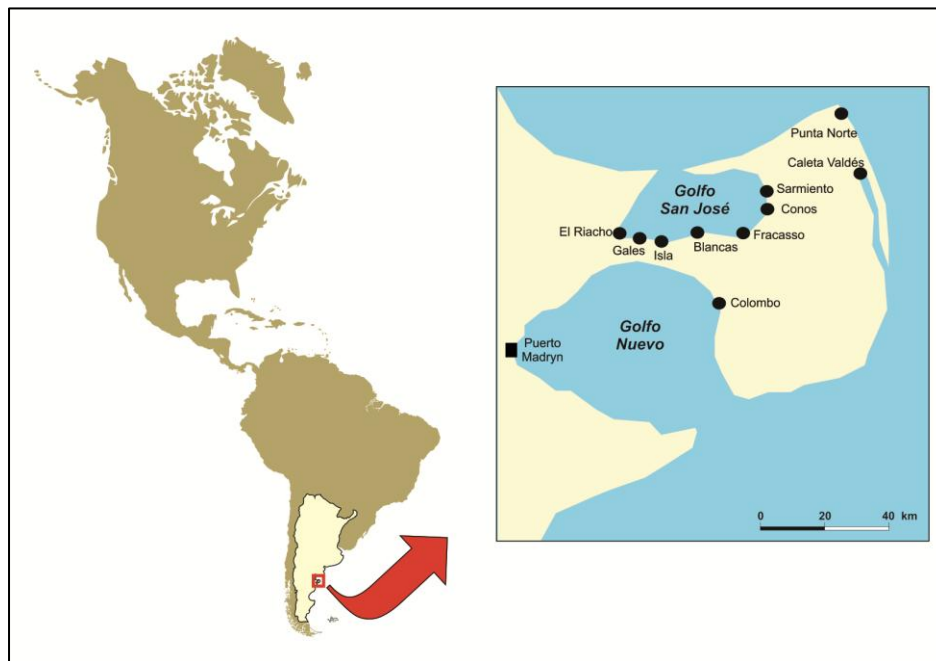 Punta Norte
Caleta Valdés
Golfo
San José
Sarmiento
Conos
El Riacho
Gales
Isla
Blancas
Fracasso
Colombo
Golfo
Nuevo
Puerto
Madryn
0 20 40 km